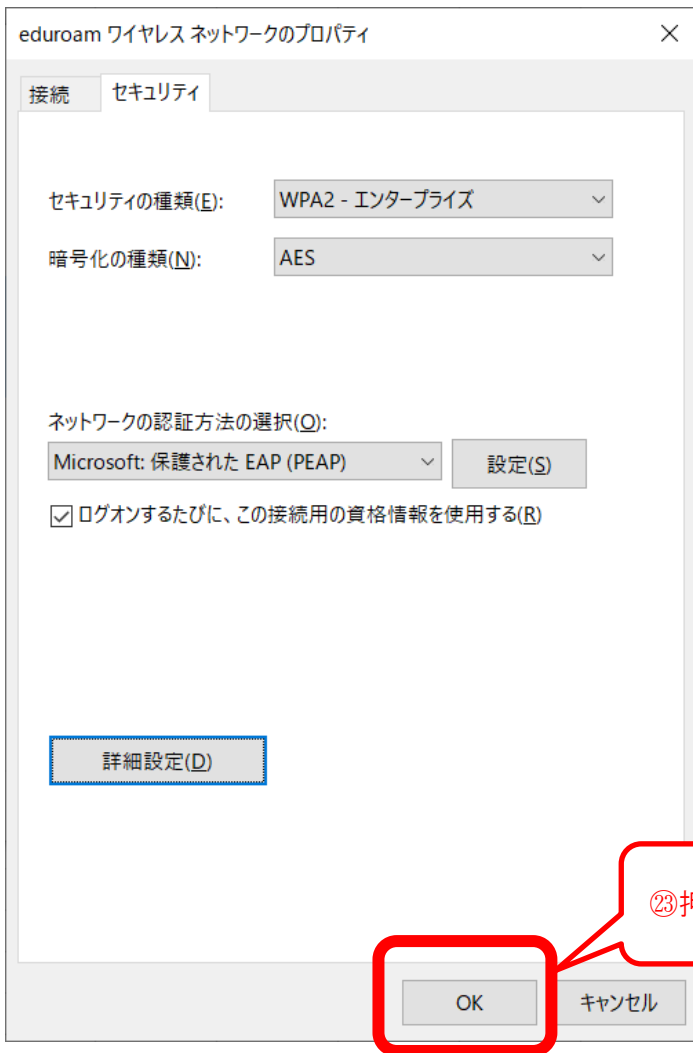 eduroam ワイヤレス ネットワークのプロパティ
接続 セキュリティ
セキュリティの種類(E): WPA2 - エンタープライズ
暗号化の種類(N): AES
ネットワークの認証方法の選択(O):
Microsoft: 保護された EAP (PEAP) 設定(S)
ログオンするたびに、この接続用の資格情報を使用する(R)
詳細設定(D)
㉓押
OK キャンセル